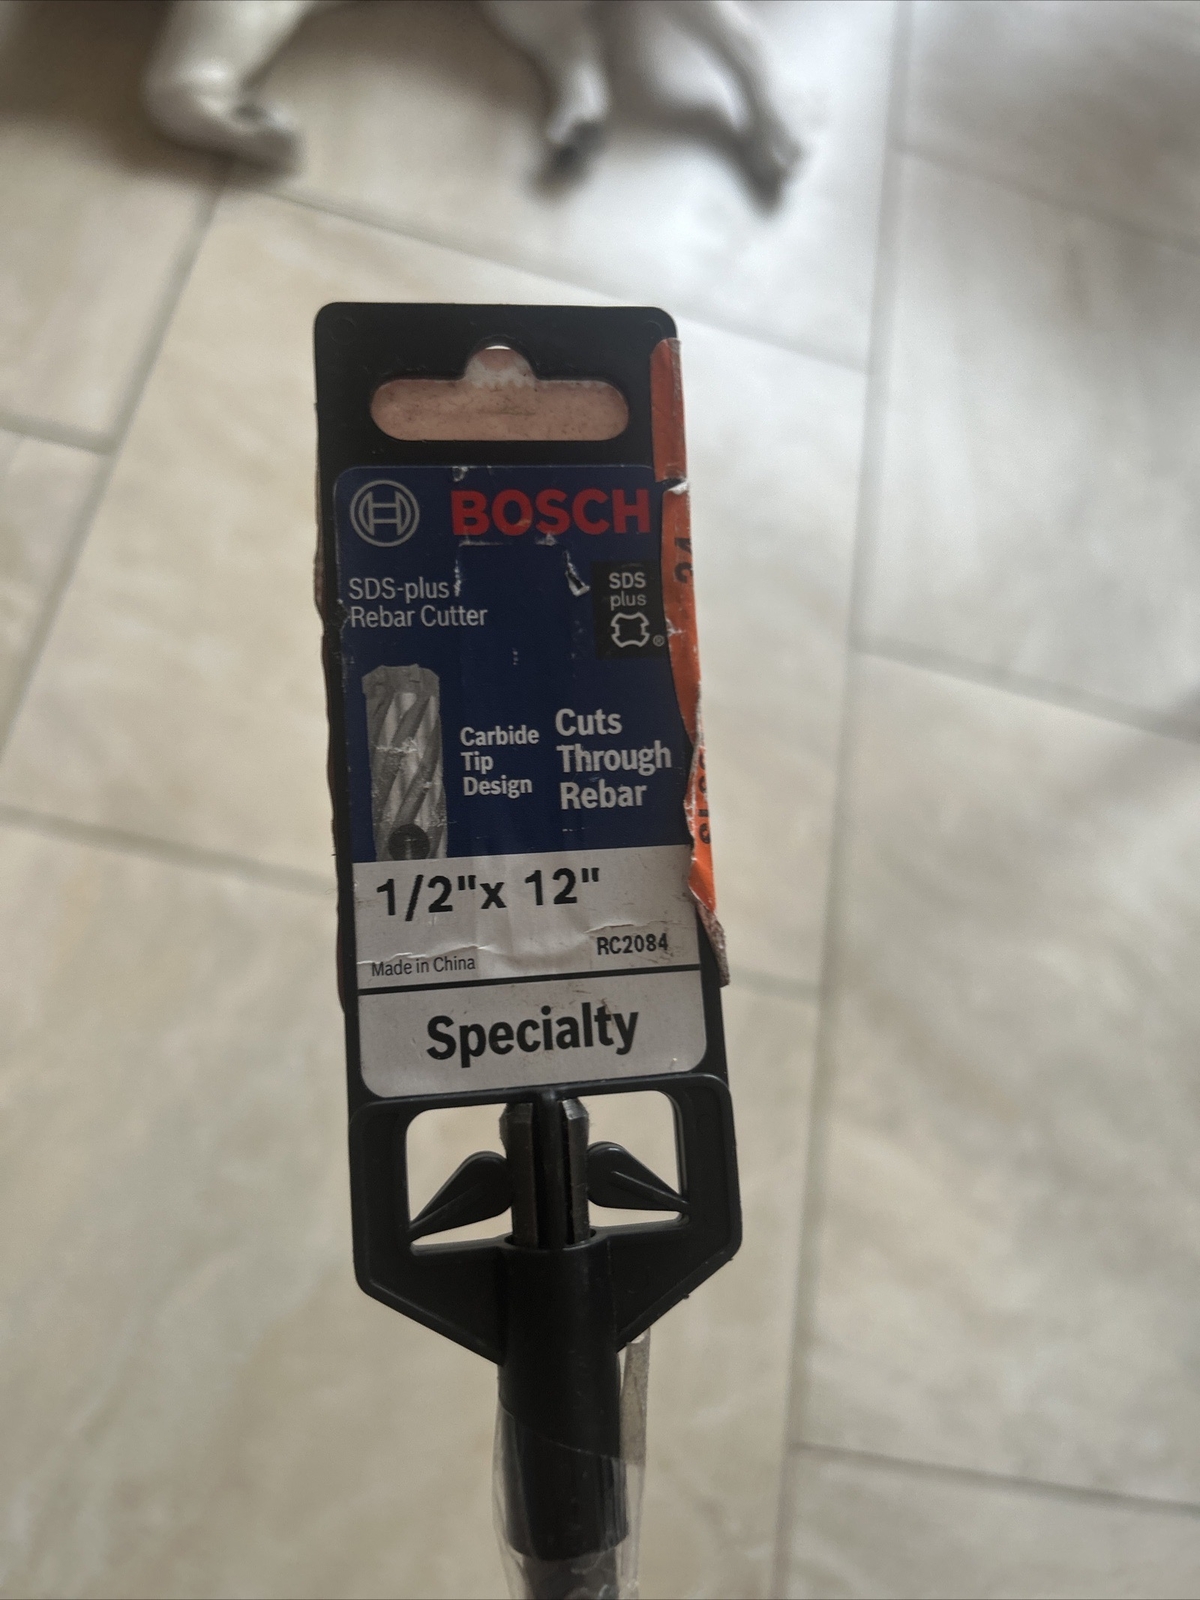 BOSCH
SDS-plus
Rebar Cutter
SDS
plus
®
Carbide
Tip
Design
Cuts
Through
Rebar
1/2"x 12"
RC2084
Made in China
Specialty